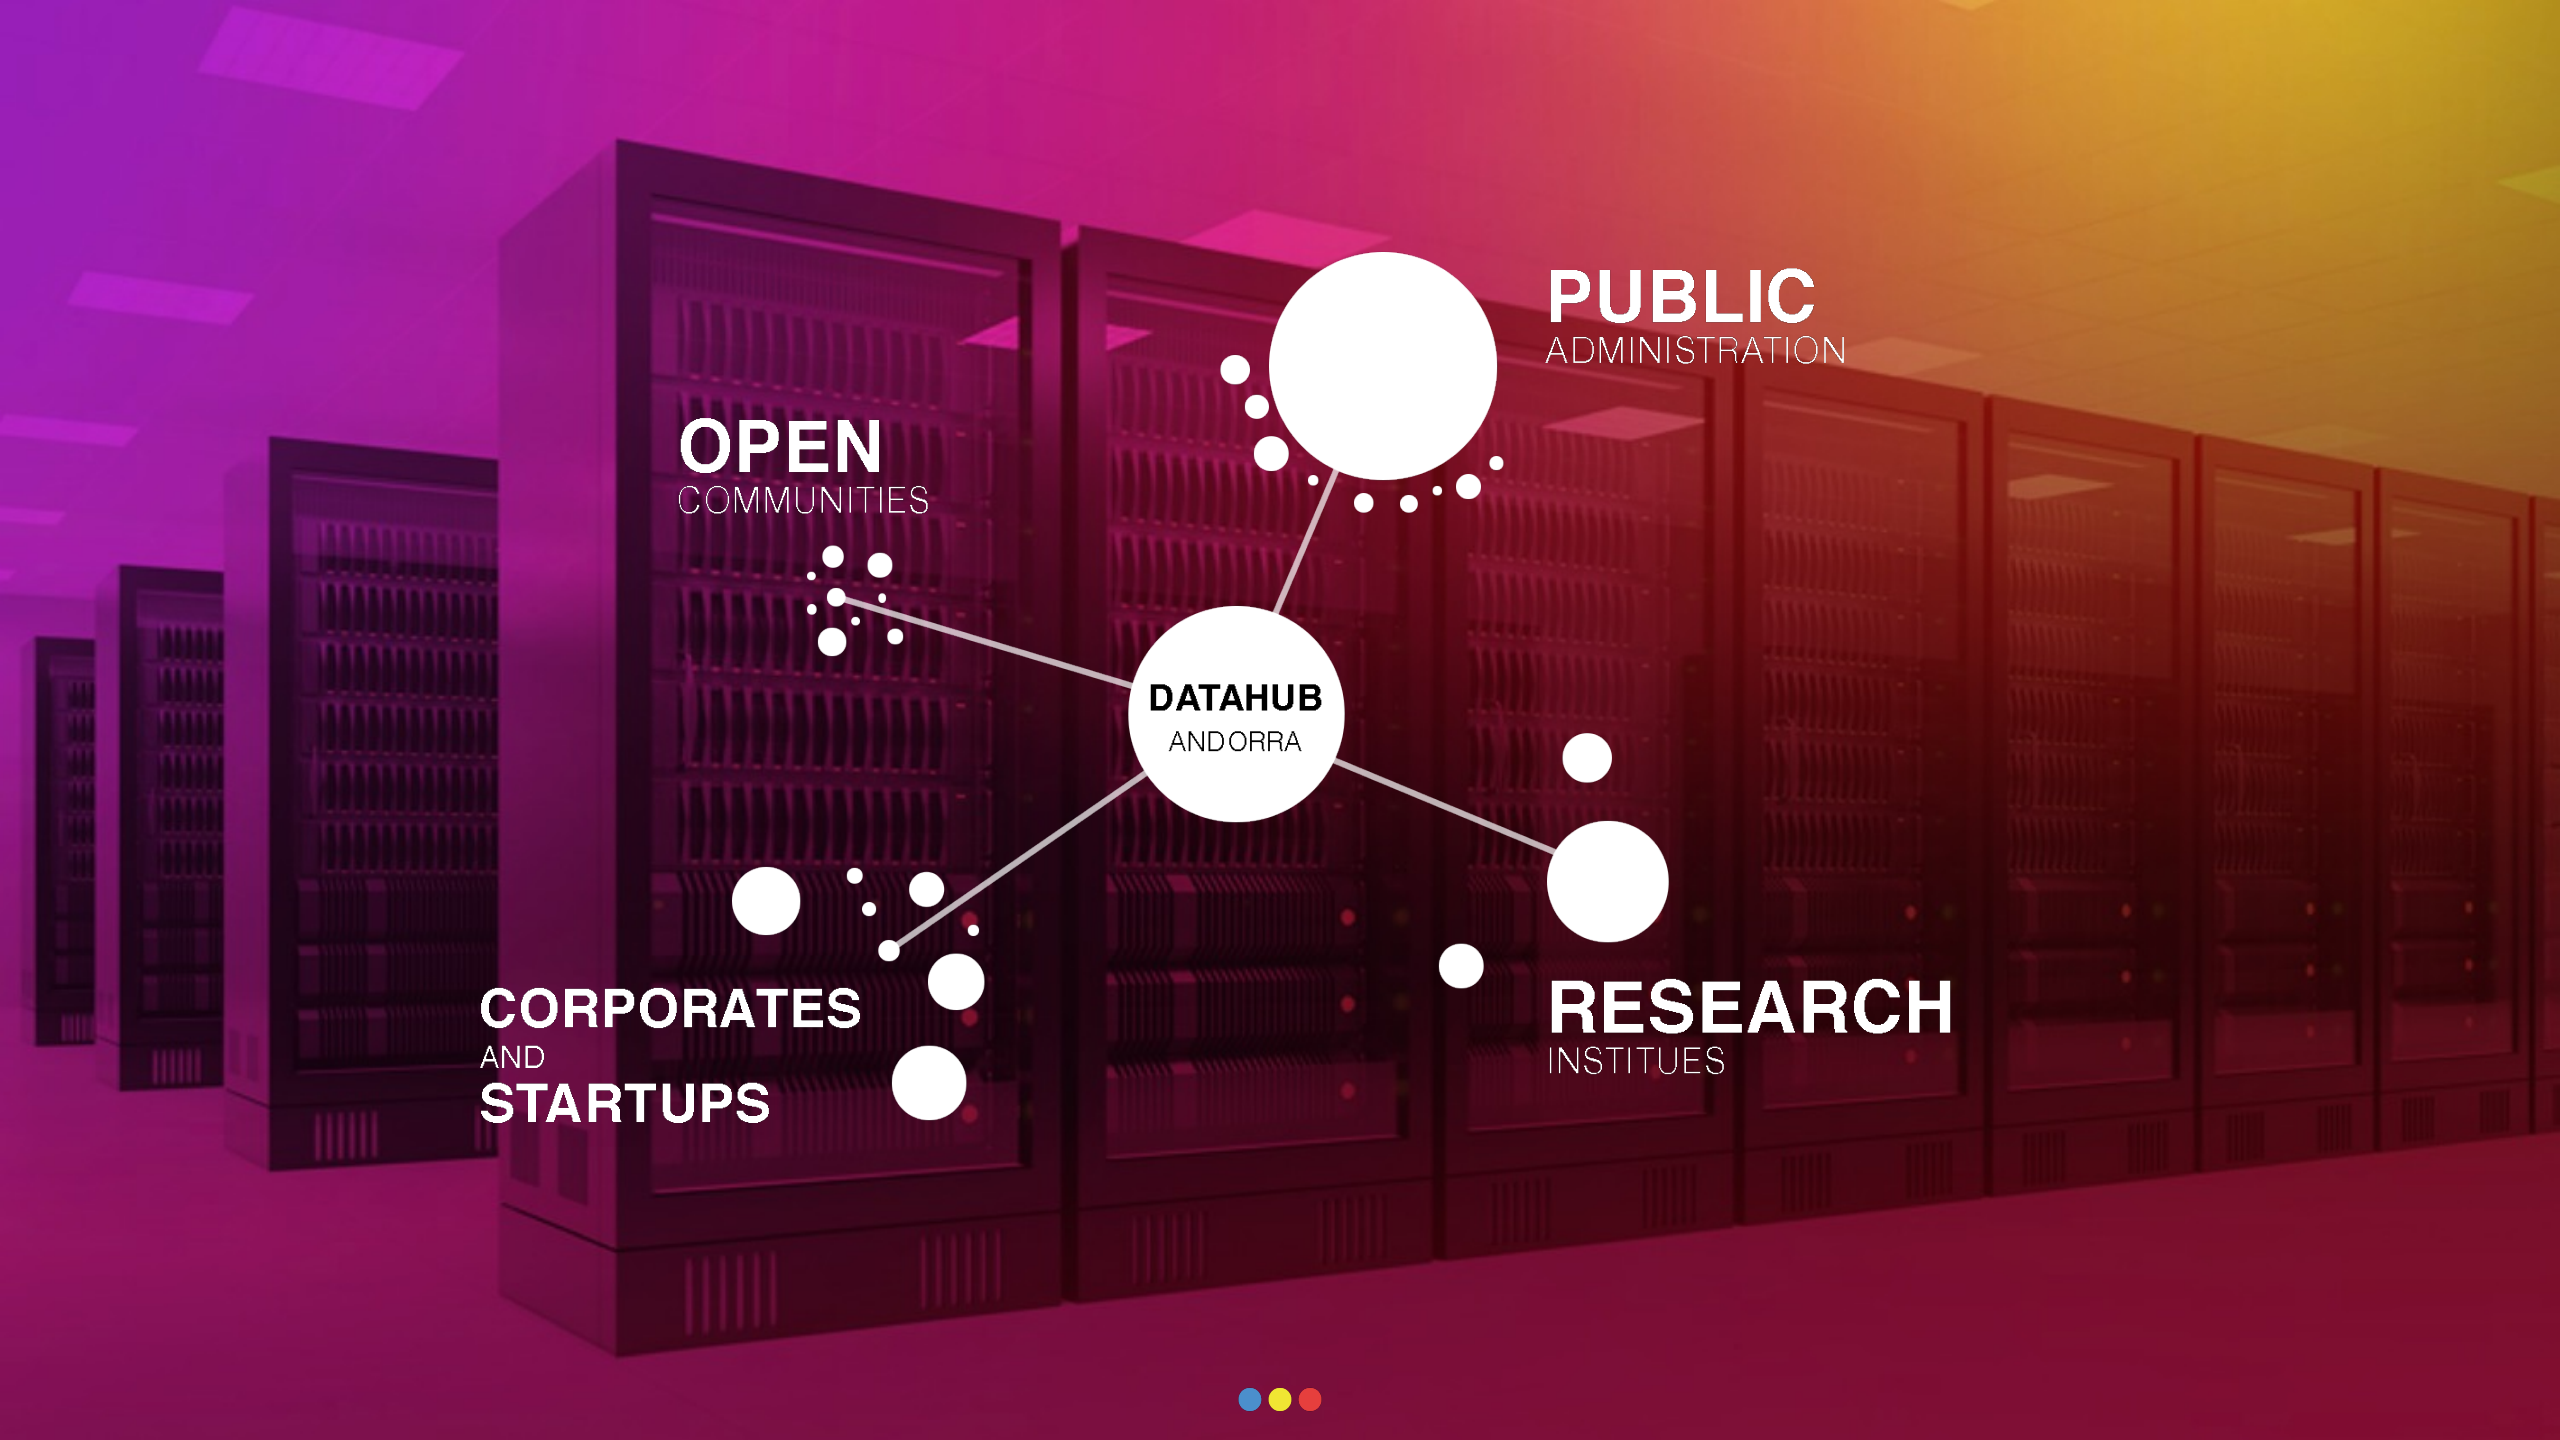 PUBLIC
ADMINISTRATION
OPEN
COMMUNITIES
DATAHUB
ANDORRA
CORPORATES
AND
STARTUPS
RESEARCH
INSTITUES